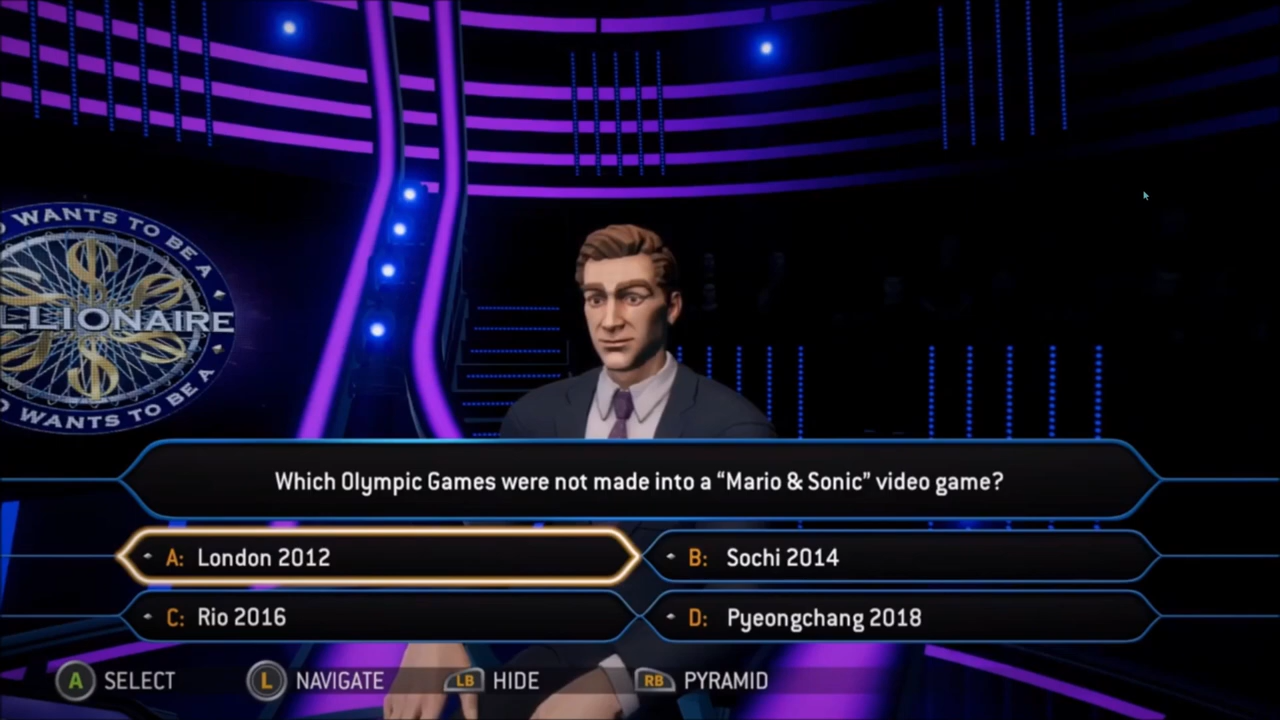 WANTS TO BE A
LLIONAIRE
WANTS TO BE A
Which Olympic Games were not made into a “Mario & Sonic” video game?
A: London 2012
B: Sochi 2014
C: Rio 2016
D: Pyeongchang 2018
A SELECT
L NAVIGATE
LB HIDE
RB PYRAMID